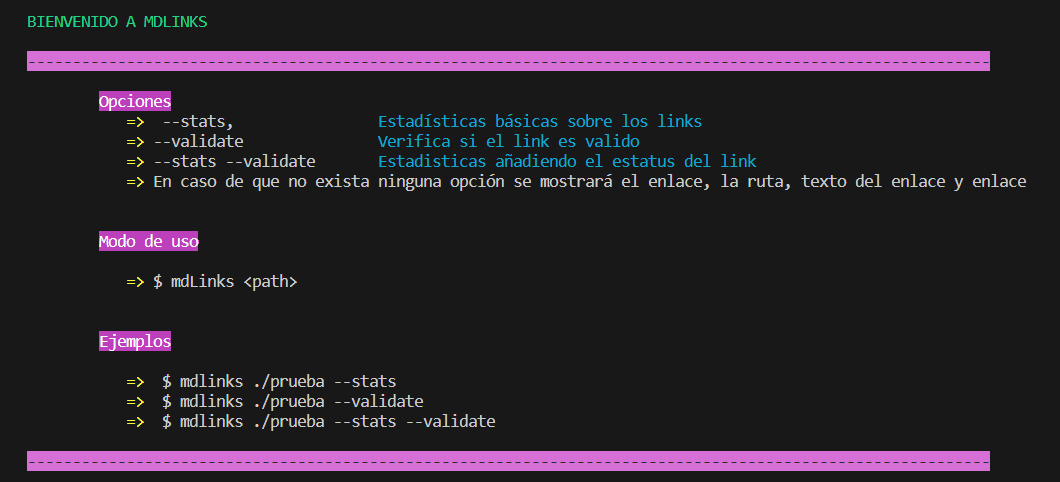 BIENVENIDO A MDLINKS
-----------------------------------------------------------------------------------------------------------
Opciones
=>  --stats,                Estadísticas básicas sobre los links
=> --validate               Verifica si el link es valido
=> --stats --validate       Estadisticas añadiendo el estatus del link
=> En caso de que no exista ninguna opción se mostrará el enlace, la ruta, texto del enlace y enlace
Modo de uso
=> $ mdLinks <path>
Ejemplos
=>  $ mdlinks ./prueba --stats
=>  $ mdlinks ./prueba --validate
=>  $ mdlinks ./prueba --stats --validate
-----------------------------------------------------------------------------------------------------------